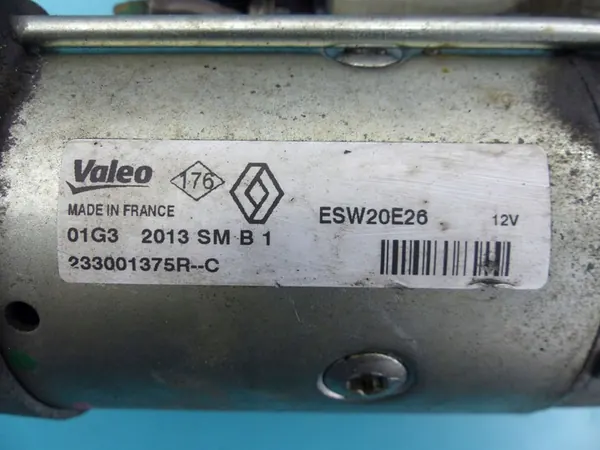 Valeo 176 ESW20E26 12V
MADE IN FRANCE
01G3 2013 SM B 1
233001375R--C